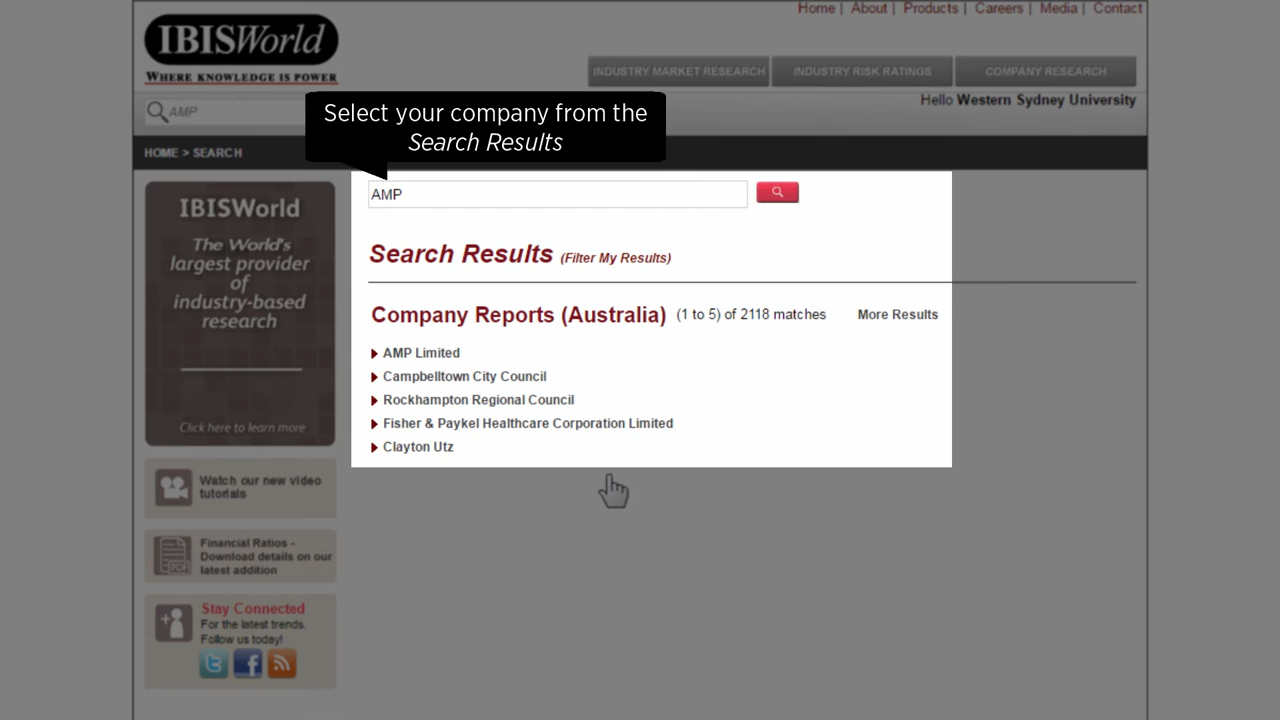 Home | About | Products | Careers | Media | Contact
IBISWorld
WHERE KNOWLEDGE IS POWER
INDUSTRY MARKET RESEARCH INDUSTRY RISK RATINGS COMPANY RESEARCH
Hello Western Sydney University
AMP
Select your company from the
Search Results
HOME > SEARCH
AMP
Search Results (Filter My Results)
Company Reports (Australia) (1 to 5) of 2118 matches More Results
AMP Limited
Campbelltown City Council
Rockhampton Regional Council
Fisher & Paykel Healthcare Corporation Limited
Clayton Utz
IBISWorld
The World's
largest provider
of
industry-based
research
Click here to learn more
Watch our new video
tutorials
Financial Ratios -
Download details on our
latest addition
PDF
Stay Connected
For the latest trends.
Follow us today!